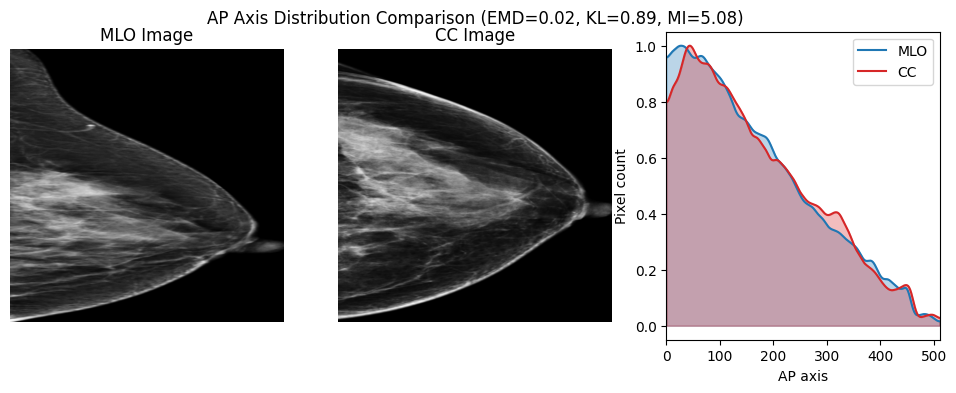 AP Axis Distribution Comparison (EMD=0.02, KL=0.89, MI=5.08)
MLO Image
CC Image
MLO
CC
Pixel count
1.0
0.8
0.6
0.4
0.2
0.0
0 100 200 300 400 500
AP axis